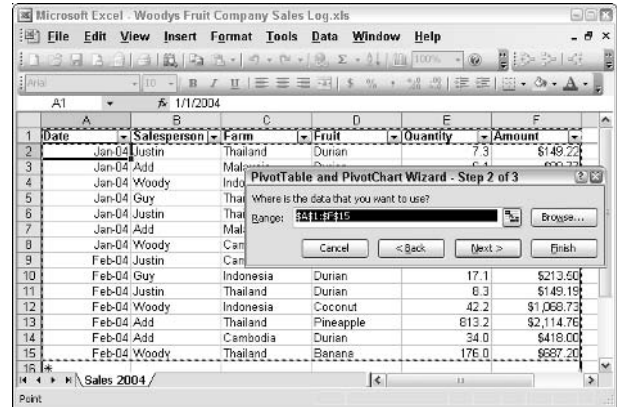 Microsoft Excel - Woodys Fruit Company Sales Log.xls
File Edit View Insert Format Tools Data Window Help
Arial 10 B I U $ %
A1 fx 1/1/2004
A B C D E F
1 Date Salesperson Farm Fruit Quantity Amount
2 Jan-04 Justin Thailand Durian 7.3 $149.22
3 Jan-04 Add
4 Jan-04 Woody
5 Jan-04 Guy
6 Jan-04 Justin
7 Jan-04 Add
8 Jan-04 Woody
9 Feb-04 Justin
PivotTable and PivotChart Wizard - Step 2 of 3
Where is the data that you want to use?
Range: $A$1:$F$15 Browse...
Cancel < Back Next > Finish
10 Feb-04 Guy Indonesia Durian 17.1 $213.50
11 Feb-04 Justin Thailand Durian 8.3 $149.19
12 Feb-04 Woody Indonesia Coconut 42.2 $1,068.73
13 Feb-04 Add Thailand Pineapple 813.2 $2,114.76
14 Feb-04 Add Cambodia Durian 34.0 $418.00
15 Feb-04 Woody Thailand Banana 176.0 $687.20
16 *
Sales 2004
Point